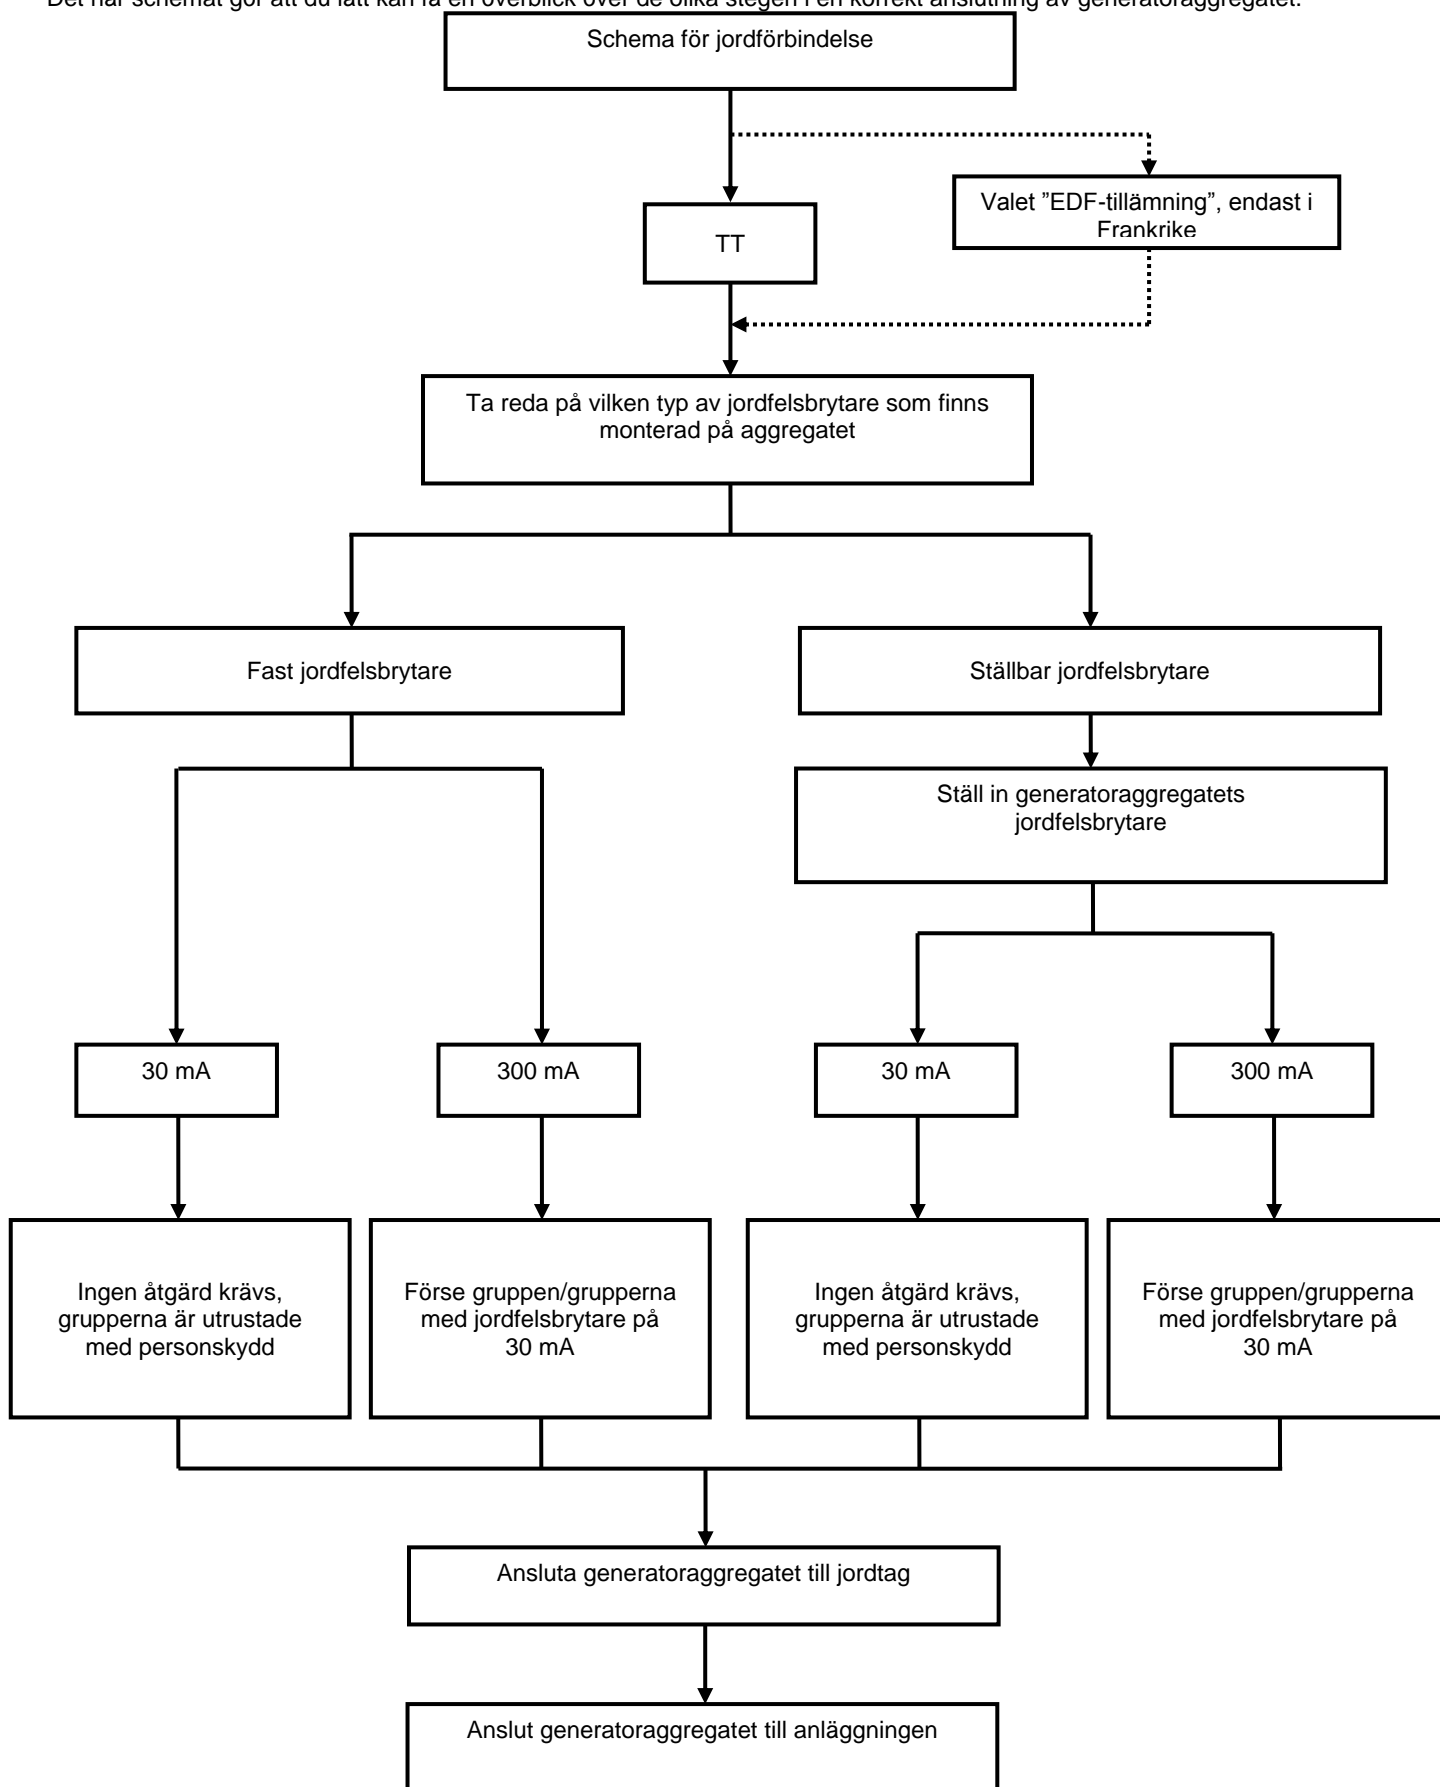 Det här schemat gör att du lätt kan få en överblick över de olika stegen i en korrekt anslutning av generatoraggregatet.
Schema för jordförbindelse
Valet ”EDF-tillämning”, endast i
Frankrike
TT
Ta reda på vilken typ av jordfelsbrytare som finns
monterad på aggregatet
Fast jordfelsbrytare
Ställbar jordfelsbrytare
Ställ in generatoraggregatets
jordfelsbrytare
30 mA
300 mA
30 mA
300 mA
Ingen åtgärd krävs,
grupperna är utrustade
med personskydd
Förse gruppen/grupperna
med jordfelsbrytare på
30 mA
Ingen åtgärd krävs,
grupperna är utrustade
med personskydd
Förse gruppen/grupperna
med jordfelsbrytare på
30 mA
Ansluta generatoraggregatet till jordtag
Anslut generatoraggregatet till anläggningen